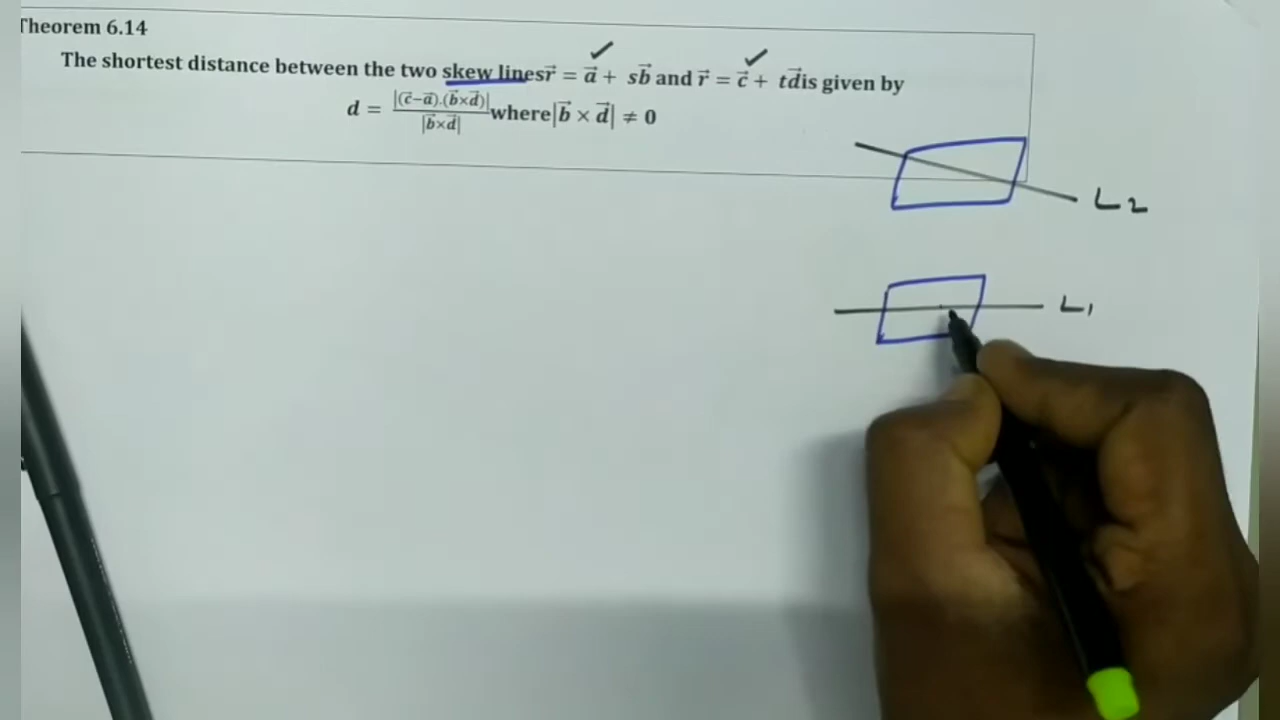 Theorem 6.14
The shortest distance between the two skew lines r⃗ = a⃗ + sb⃗ and r⃗ = c⃗ + td⃗is given by
d = |(c⃗−a⃗).(b⃗×d⃗)| / |b⃗×d⃗| where|b⃗ × d⃗| ≠ 0
L2
L1